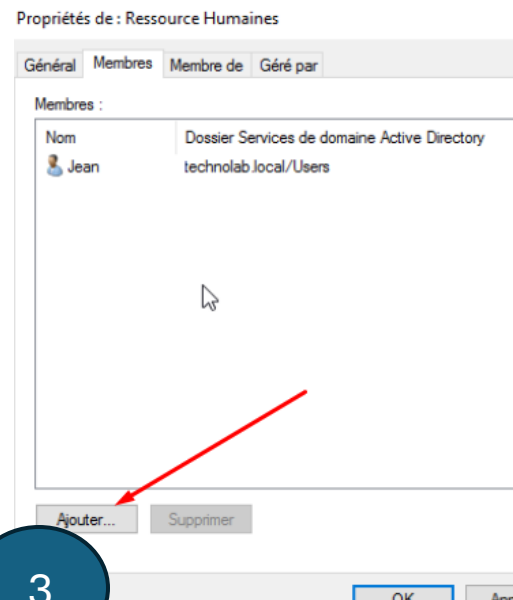 Propriétés de : Ressource Humaines
Général Membres Membre de Géré par
Membres :
Nom Dossier Services de domaine Active Directory
Jean technolab.local/Users
Ajouter... Supprimer
3
OK